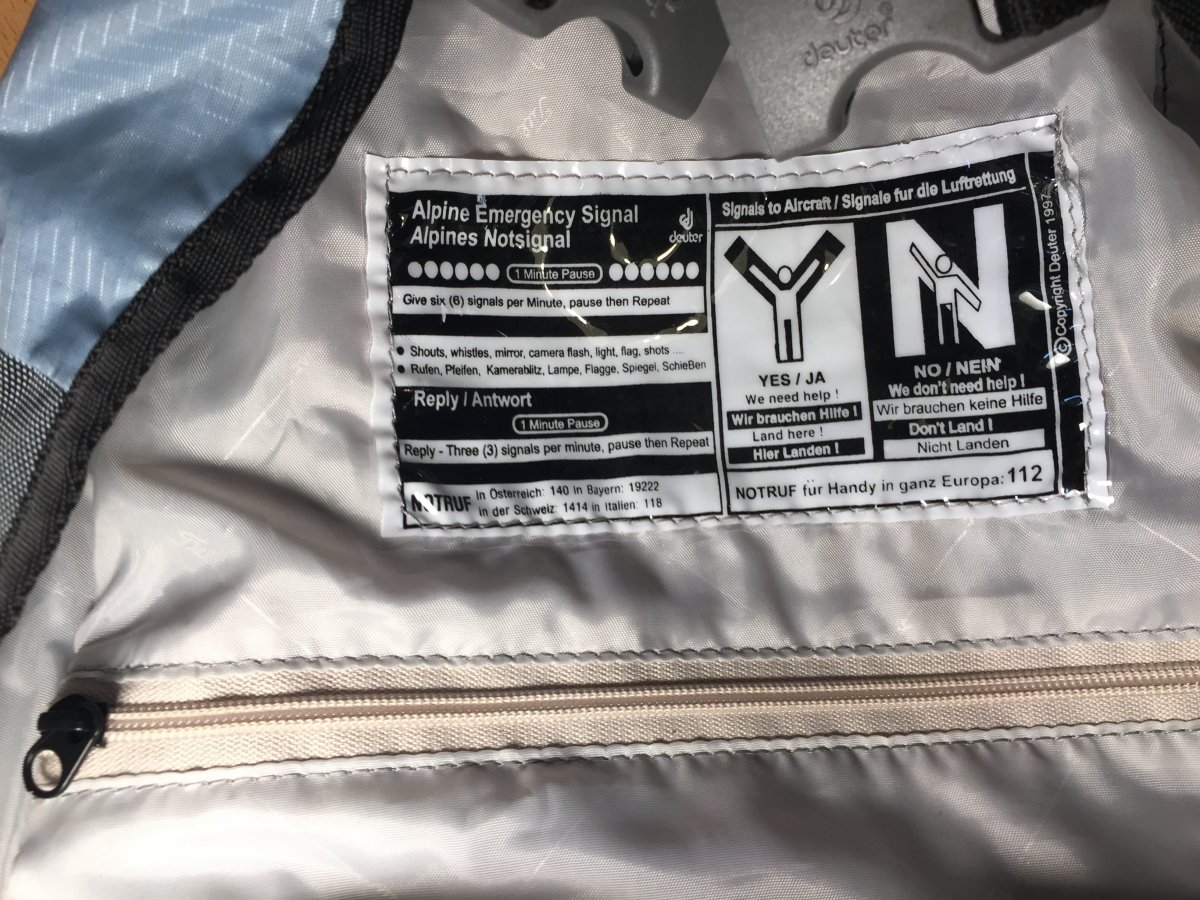 deuter
Alpine Emergency Signal
Alpines Notsignal
deuter
1 Minute Pause
Give six (6) signals per Minute, pause then Repeat
Shouts, whistles, mirror, camera flash, light, flag, shots ....
Rufen, Pfeifen, Kamerablitz, Lampe, Flagge, Spiegel, Schießen
Reply / Antwort
1 Minute Pause
Reply - Three (3) signals per minute, pause then Repeat
NOTRUF
in Österreich: 140 in Bayern: 19222
in der Schweiz: 1414 in Italien: 118
Signals to Aircraft / Signale fur die Luftrettung
Y
YES / JA
We need help !
Wir brauchen Hilfe !
Land here !
Hier Landen !
N
NO / NEIN
We don't need help !
Wir brauchen keine Hilfe
Don't Land !
Nicht Landen
NOTRUF für Handy in ganz Europa: 112
© Copyright Deuter 1997